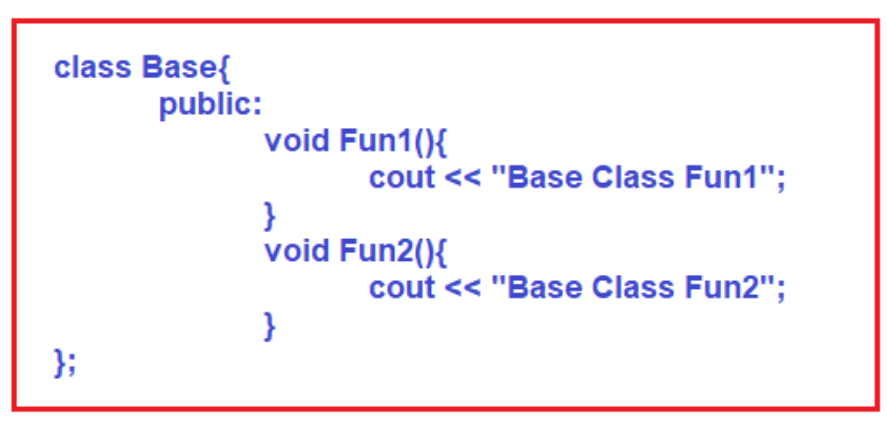 class Base{
public:
void Fun1(){
cout << "Base Class Fun1";
}
void Fun2(){
cout << "Base Class Fun2";
}
};